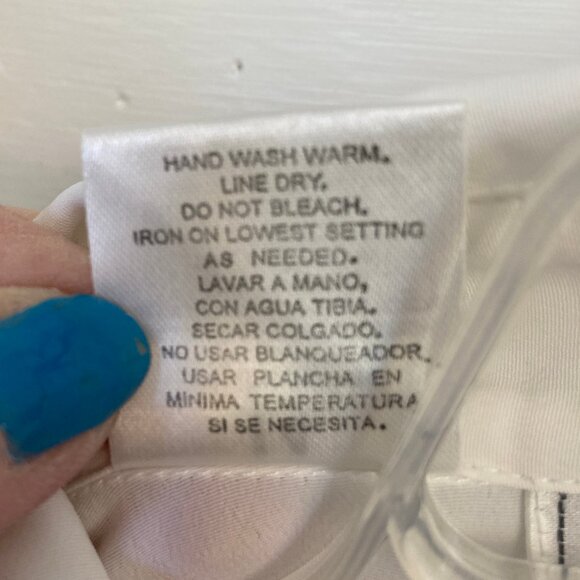 HAND WASH WARM.
LINE DRY.
DO NOT BLEACH.
IRON ON LOWEST SETTING
AS NEEDED.
LAVAR A MANO,
CON AGUA TIBIA.
SECAR COLGADO.
NO USAR BLANQUEADOR.
USAR PLANCHA EN
MINIMA TEMPERATURA
SI SE NECESITA.